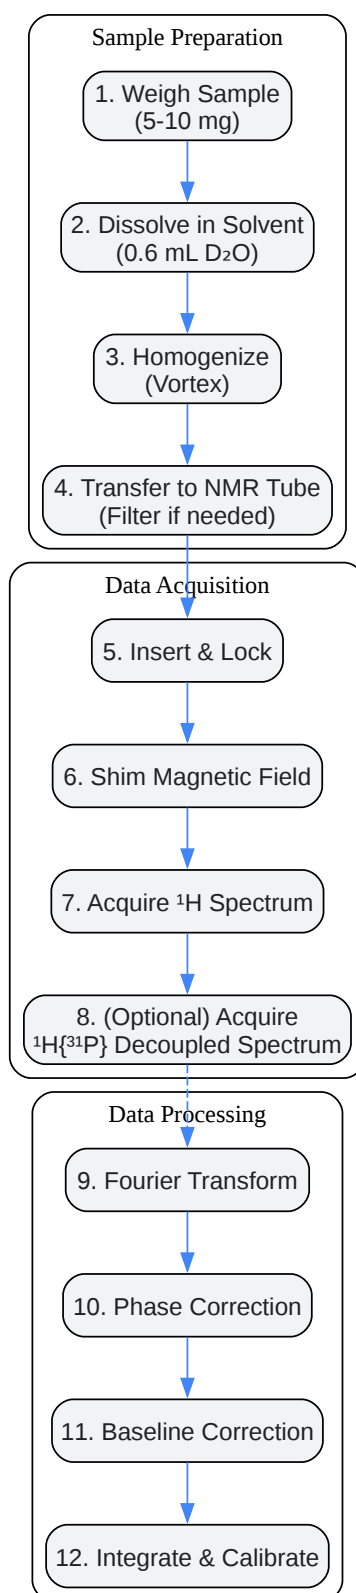 Sample Preparation
1. Weigh Sample
(5-10 mg)
2. Dissolve in Solvent
(0.6 mL D₂O)
3. Homogenize
(Vortex)
4. Transfer to NMR Tube
(Filter if needed)
Data Acquisition
5. Insert & Lock
6. Shim Magnetic Field
7. Acquire ¹H Spectrum
8. (Optional) Acquire
¹H{³¹P} Decoupled Spectrum
Data Processing
9. Fourier Transform
10. Phase Correction
11. Baseline Correction
12. Integrate & Calibrate